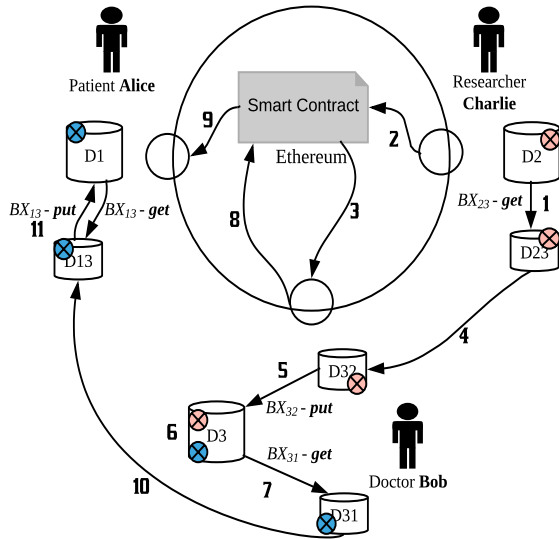 Patient Alice
Researcher
Charlie
Smart Contract
Ethereum
9
2
8
3
D1
D2
BX13 - put
BX13 - get
11
BX23 - get
1
D13
D23
4
5
D32
BX32 - put
6
D3
BX31 - get
7
Doctor Bob
10
D31